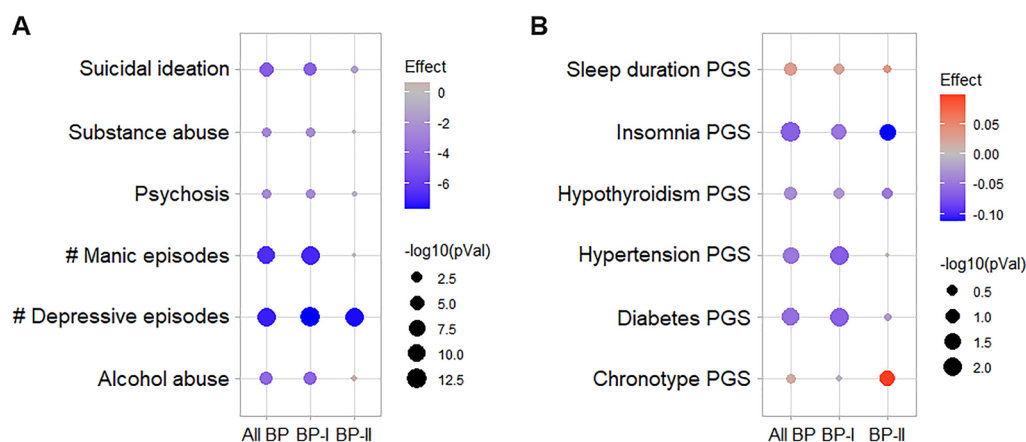 A
Suicidal ideation
Substance abuse
Psychosis
# Manic episodes
# Depressive episodes
Alcohol abuse
All BP BP-I BP-II
Effect
0
-2
-4
-6
-log10(pVal)
2.5
5.0
7.5
10.0
12.5
B
Sleep duration PGS
Insomnia PGS
Hypothyroidism PGS
Hypertension PGS
Diabetes PGS
Chronotype PGS
All BP BP-I BP-II
Effect
0.05
0.00
-0.05
-0.10
-log10(pVal)
0.5
1.0
1.5
2.0